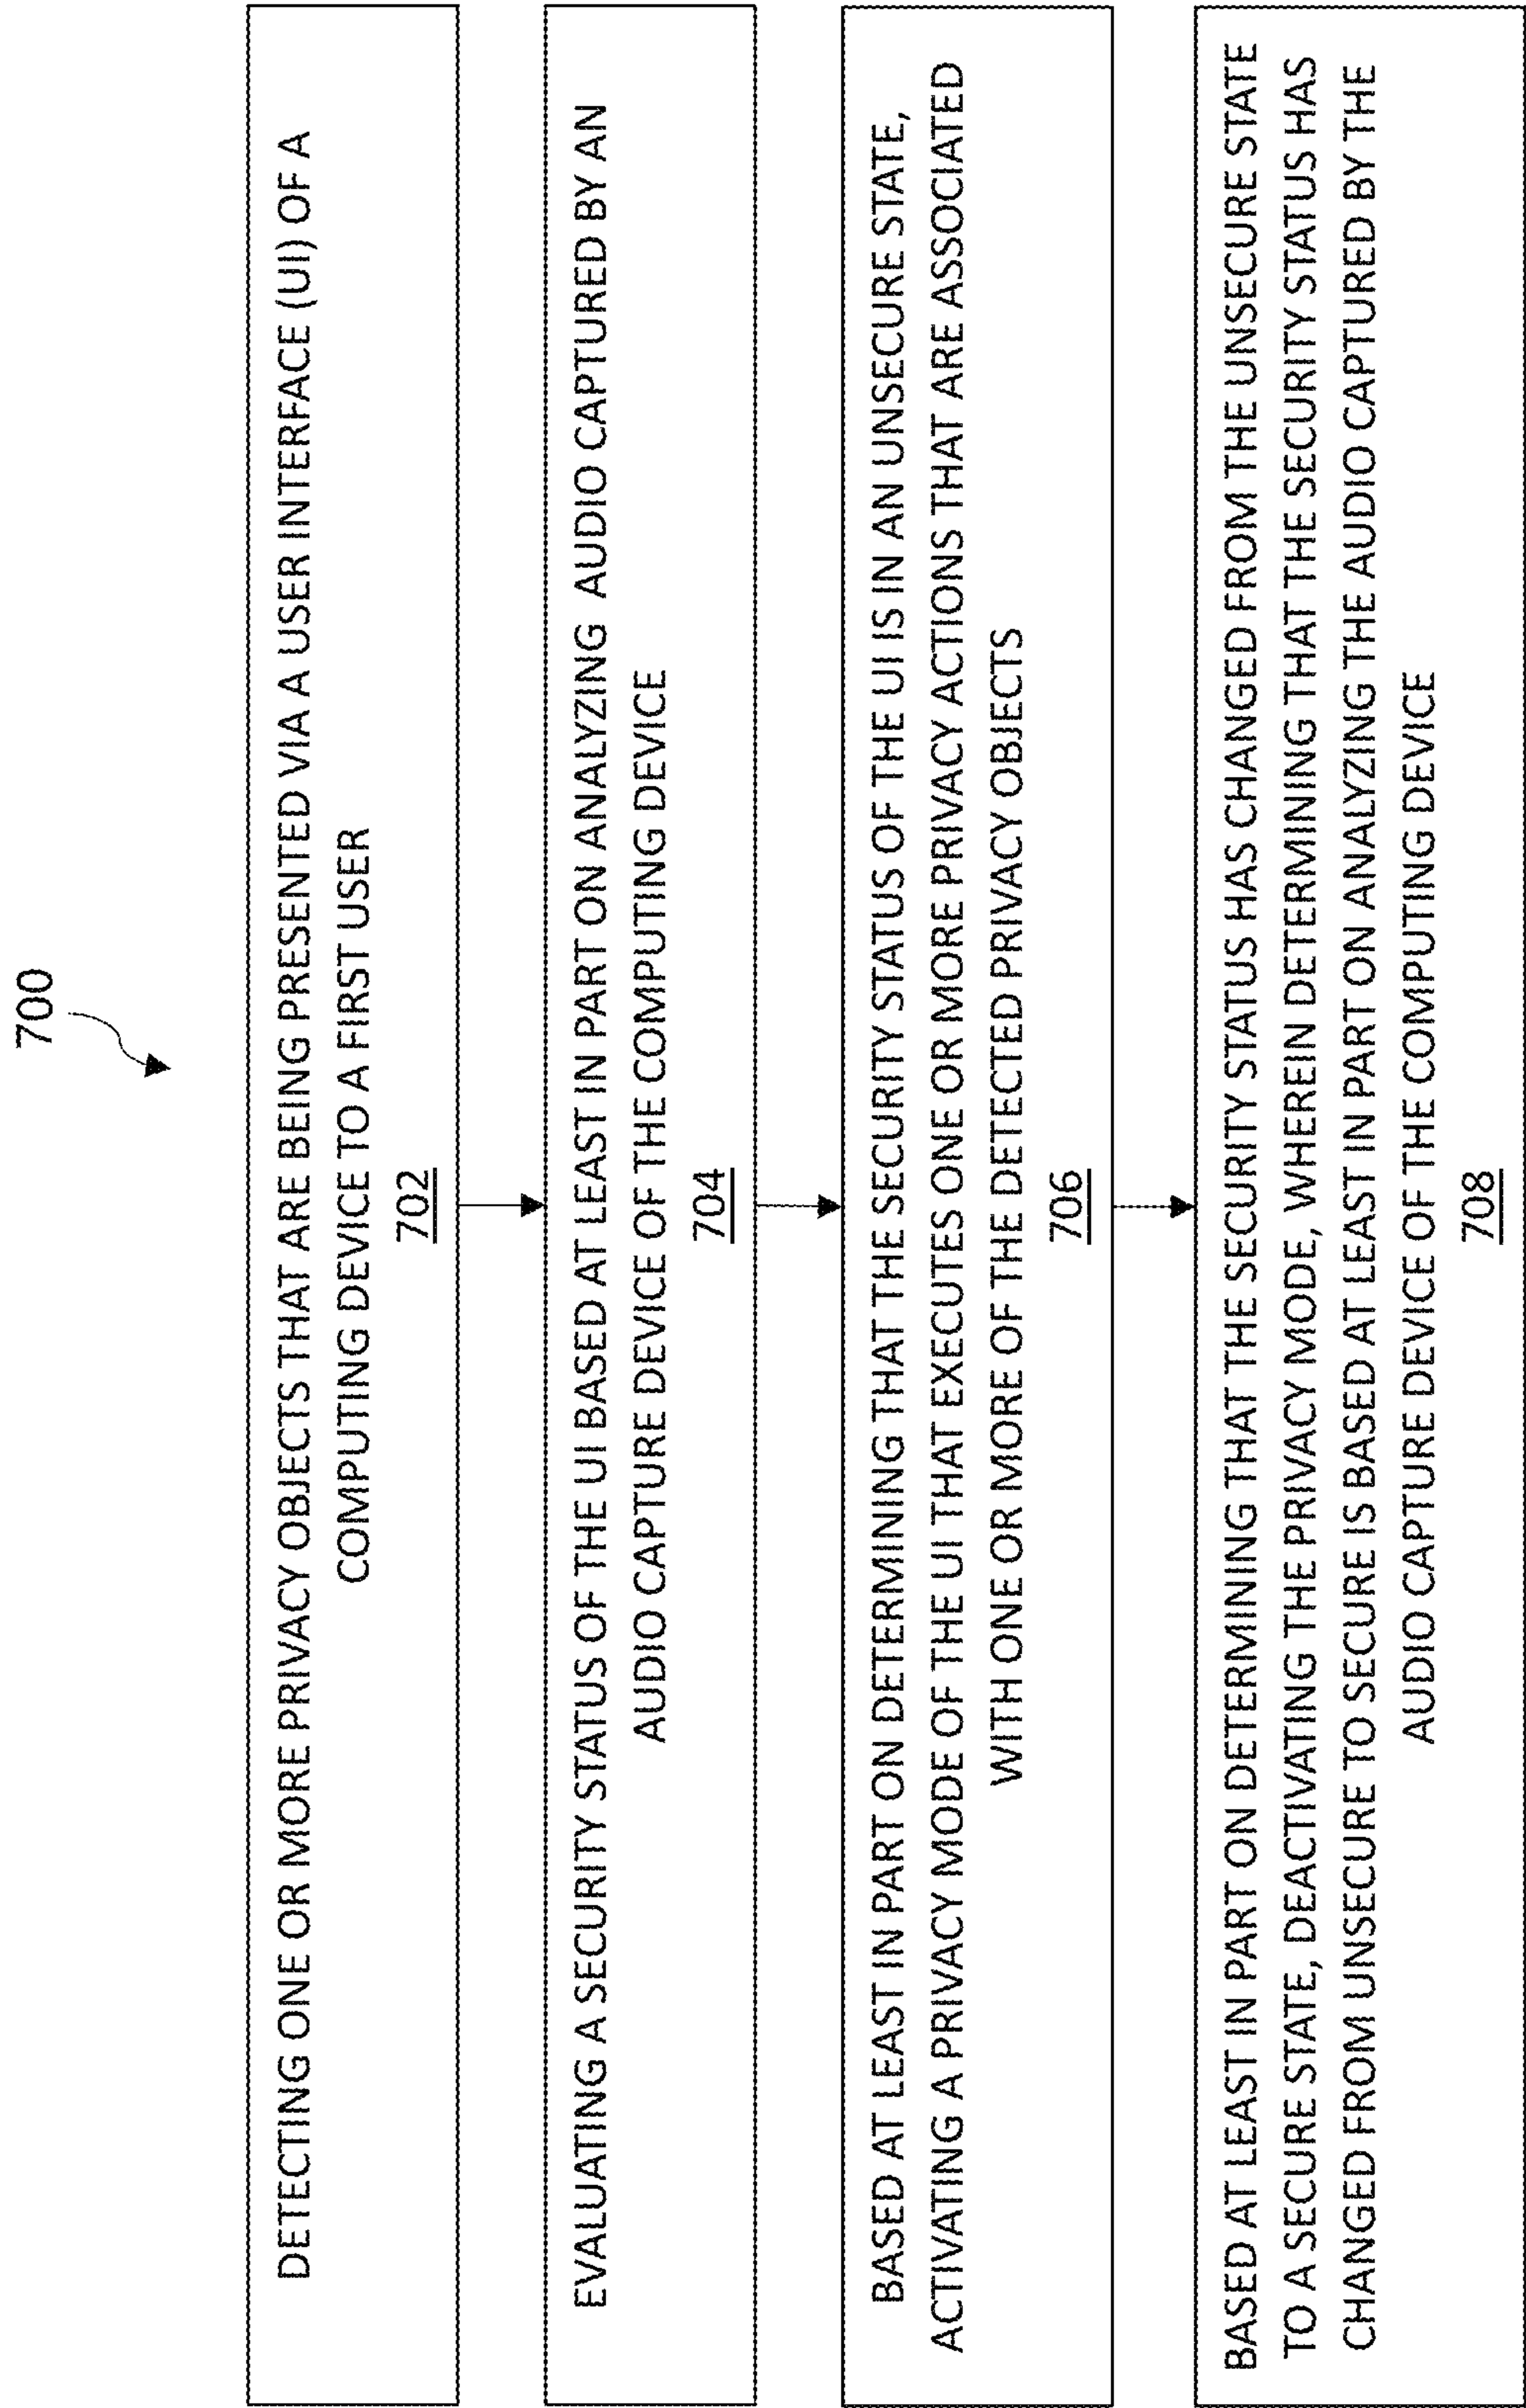 700
DETECTING ONE OR MORE PRIVACY OBJECTS THAT ARE BEING PRESENTED VIA A USER INTERFACE (UI) OF A
COMPUTING DEVICE TO A FIRST USER
702
EVALUATING A SECURITY STATUS OF THE UI BASED AT LEAST IN PART ON ANALYZING AUDIO CAPTURED BY AN
AUDIO CAPTURE DEVICE OF THE COMPUTING DEVICE
704
BASED AT LEAST IN PART ON DETERMINING THAT THE SECURITY STATUS OF THE UI IS IN AN UNSECURE STATE,
ACTIVATING A PRIVACY MODE OF THE UI THAT EXECUTES ONE OR MORE PRIVACY ACTIONS THAT ARE ASSOCIATED
WITH ONE OR MORE OF THE DETECTED PRIVACY OBJECTS
706
BASED AT LEAST IN PART ON DETERMINING THAT THE SECURITY STATUS HAS CHANGED FROM THE UNSECURE STATE
TO A SECURE STATE, DEACTIVATING THE PRIVACY MODE, WHEREIN DETERMINING THAT THE SECURITY STATUS HAS
CHANGED FROM UNSECURE TO SECURE IS BASED AT LEAST IN PART ON ANALYZING THE AUDIO CAPTURED BY THE
AUDIO CAPTURE DEVICE OF THE COMPUTING DEVICE
708